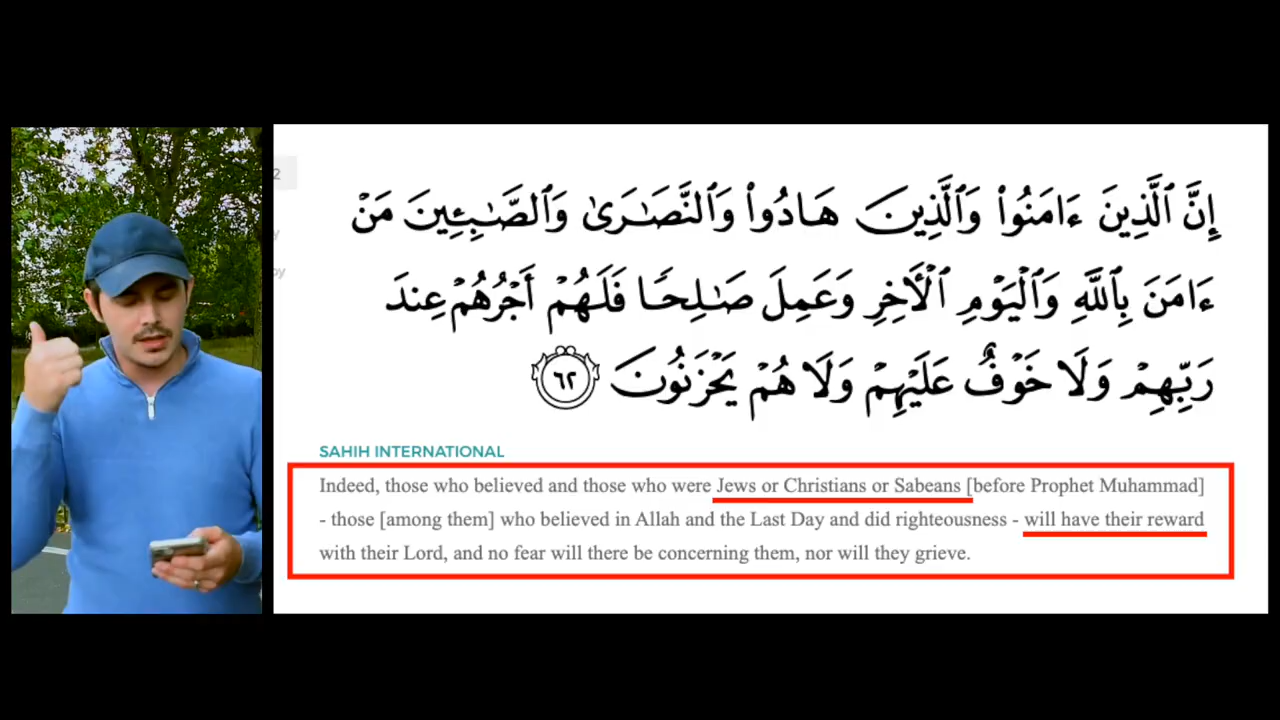 2
y
by
إِنَّ ٱلَّذِينَ ءَامَنُوا۟ وَٱلَّذِينَ هَادُوا۟ وَٱلنَّصَـٰرَىٰ وَٱلصَّـٰبِـِٔينَ مَنْ
ءَامَنَ بِٱللَّهِ وَٱلْيَوْمِ ٱلْـَٔاخِرِ وَعَمِلَ صَـٰلِحًا فَلَهُمْ أَجْرُهُمْ عِندَ
رَبِّهِمْ وَلَا خَوْفٌ عَلَيْهِمْ وَلَا هُمْ يَحْزَنُونَ ٦٢
SAHIH INTERNATIONAL
Indeed, those who believed and those who were Jews or Christians or Sabeans [before Prophet Muhammad]
- those [among them] who believed in Allah and the Last Day and did righteousness - will have their reward
with their Lord, and no fear will there be concerning them, nor will they grieve.